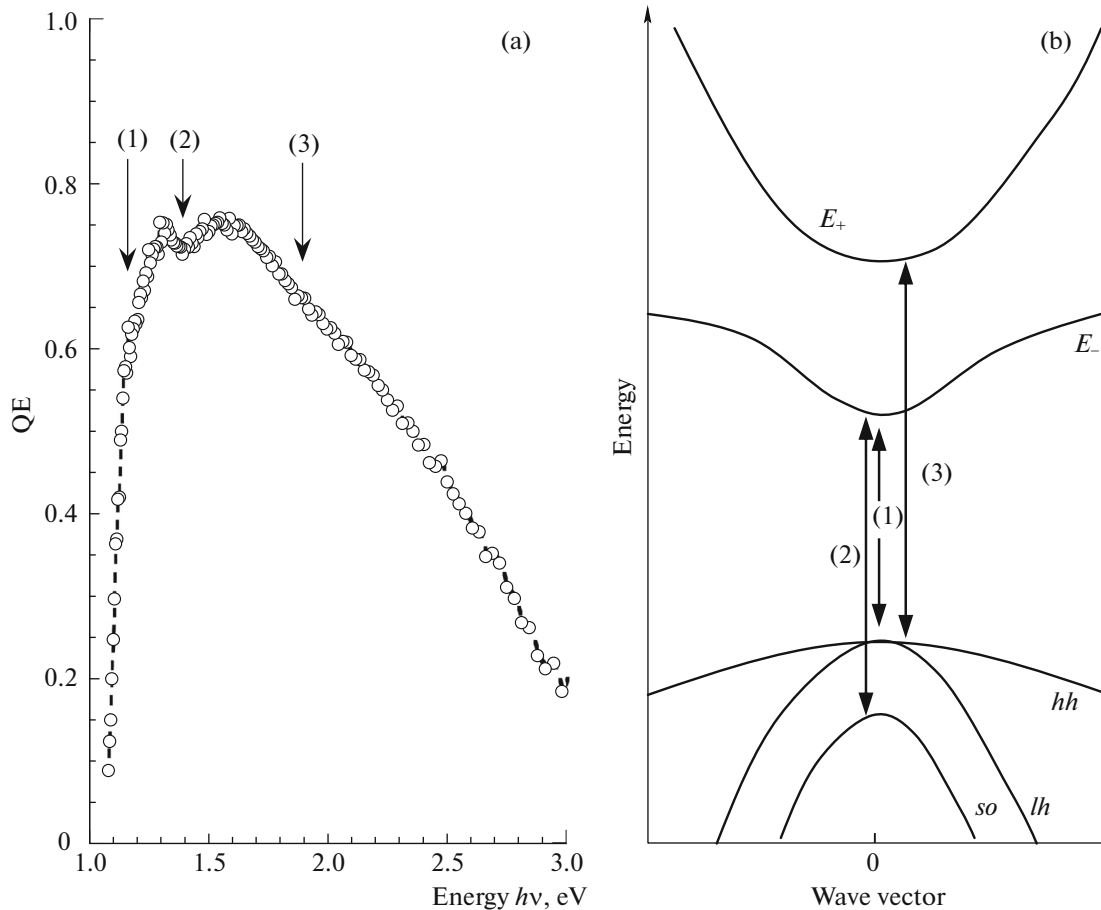 (a)
1.0
0.8
0.6
0.4
0.2
0
QE
(1)
(2)
(3)
1.0
1.5
2.0
2.5
3.0
Energy hν, eV
(b)
E+
E−
Energy
(3)
(1)
(2)
hh
so
lh
0
Wave vector